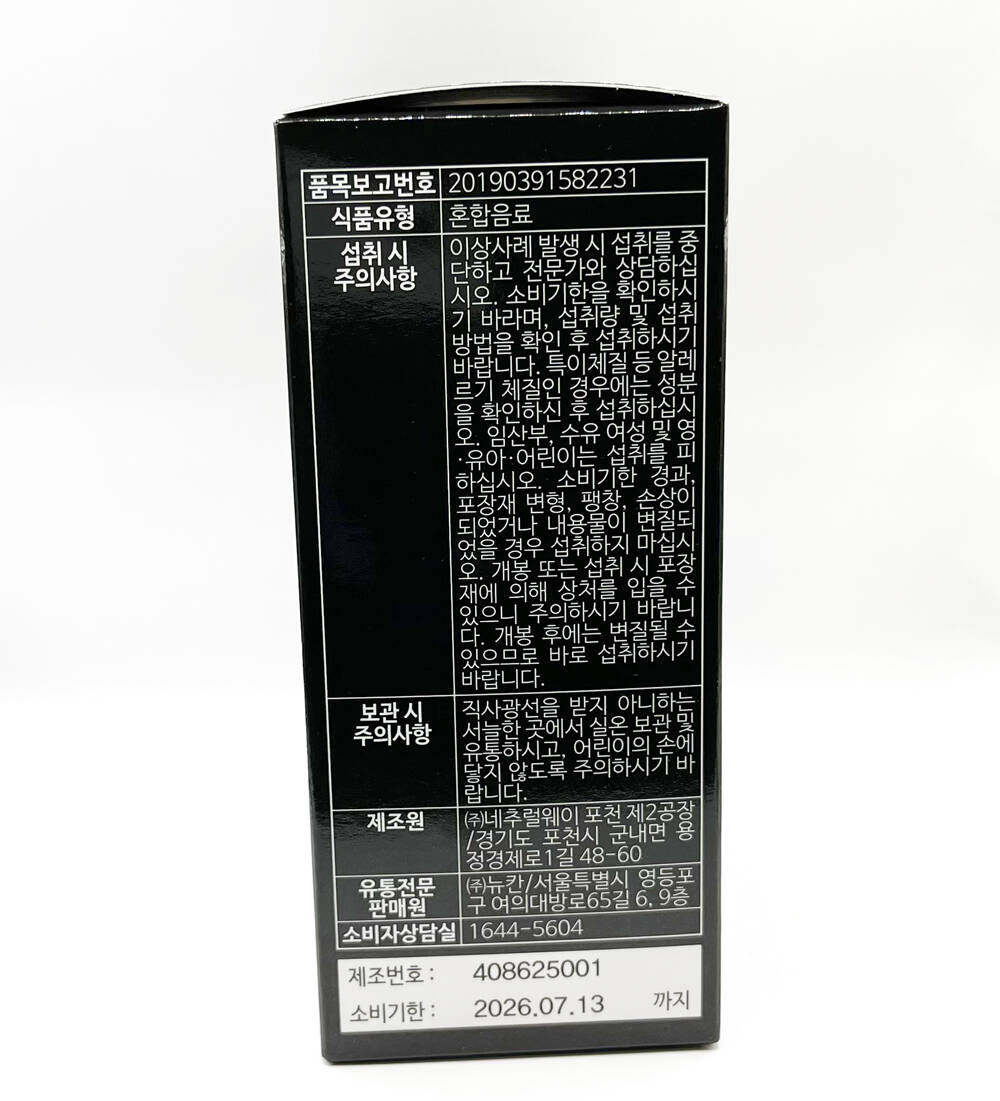 품목보고번호 20190391582231
식품유형 혼합음료
섭취 시
주의사항
이상사례 발생 시 섭취를 중
단하고 전문가와 상담하십
시오. 소비기한을 확인하시
기 바라며, 섭취량 및 섭취
방법을 확인 후 섭취하시기
바랍니다. 특이체질 등 알레
르기 체질인 경우에는 성분
을 확인하신 후 섭취하십시
오. 임산부, 수유 여성 및 영
·유아·어린이는 섭취를 피
하십시오. 소비기한 경과,
포장재 변형, 팽창, 손상이
되었거나 내용물이 변질되
었을 경우 섭취하지 마십시
오. 개봉 또는 섭취 시 포장
재에 의해 상처를 입을 수
있으니 주의하시기 바랍니
다. 개봉 후에는 변질될 수
있으므로 바로 섭취하시기
바랍니다.
보관 시
주의사항
직사광선을 받지 아니하는
서늘한 곳에서 실온 보관 및
유통하시고, 어린이의 손에
닿지 않도록 주의하시기 바
랍니다.
제조원
㈜네추럴웨이 포천 제2공장
/경기도 포천시 군내면 용
정경제로1길 48-60
유통전문
판매원
㈜뉴칸/서울특별시 영등포
구 여의대방로65길 6, 9층
소비자상담실 1644-5604
제조번호 : 408625001
소비기한 : 2026.07.13 까지